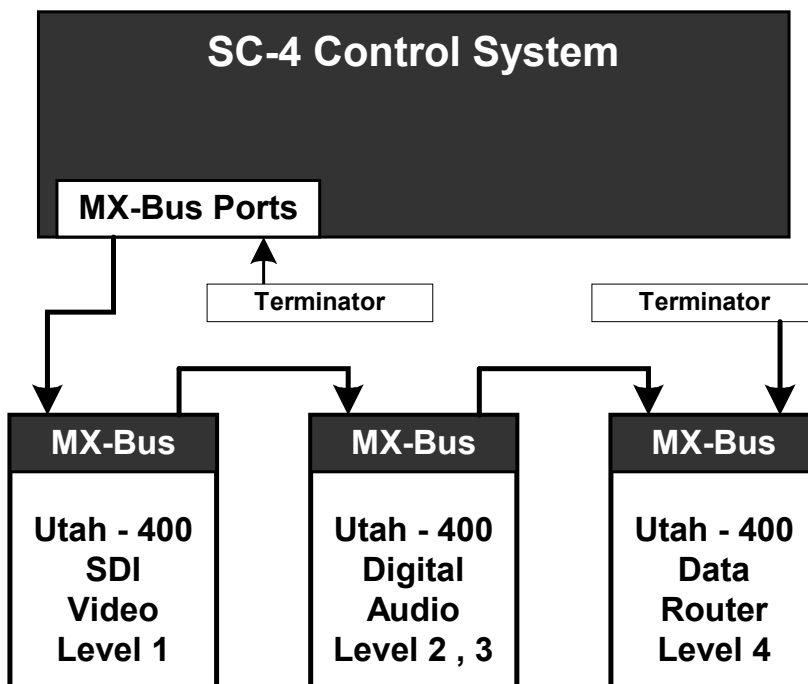 SC-4 Control System
MX-Bus Ports
Terminator
Terminator
MX-Bus
Utah - 400
SDI
Video
Level 1
MX-Bus
Utah - 400
Digital
Audio
Level 2 , 3
MX-Bus
Utah - 400
Data
Router
Level 4